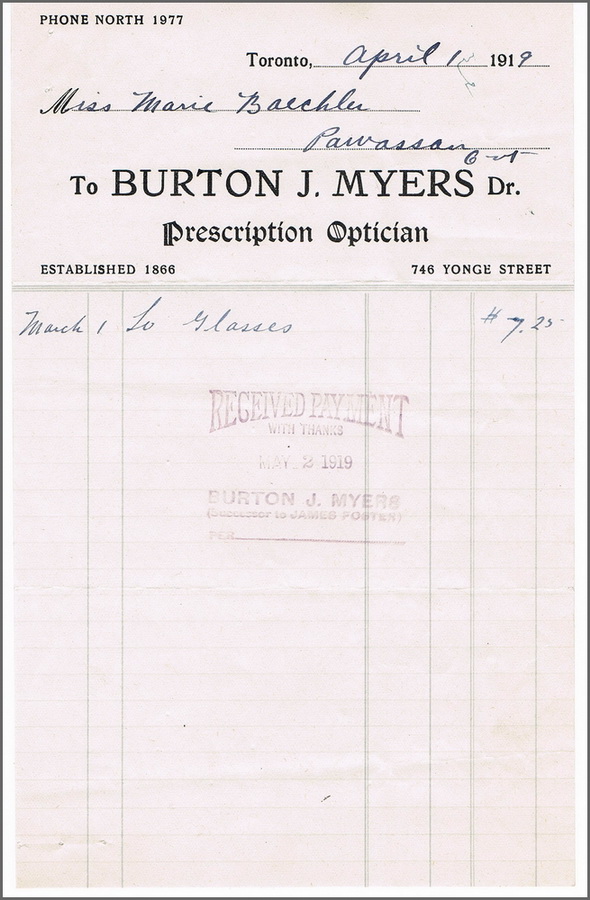 PHONE NORTH 1977
Toronto, April 1 1919
Miss Marie Baechler
Pawassan
Ont
To BURTON J. MYERS Dr.
Prescription Optician
ESTABLISHED 1866 746 YONGE STREET
March 1 To Glasses $7.25
RECEIVED PAYMENT
WITH THANKS
MAY. 2 1919
BURTON J. MYERS
(Successor to JAMES FOSTER)
PER